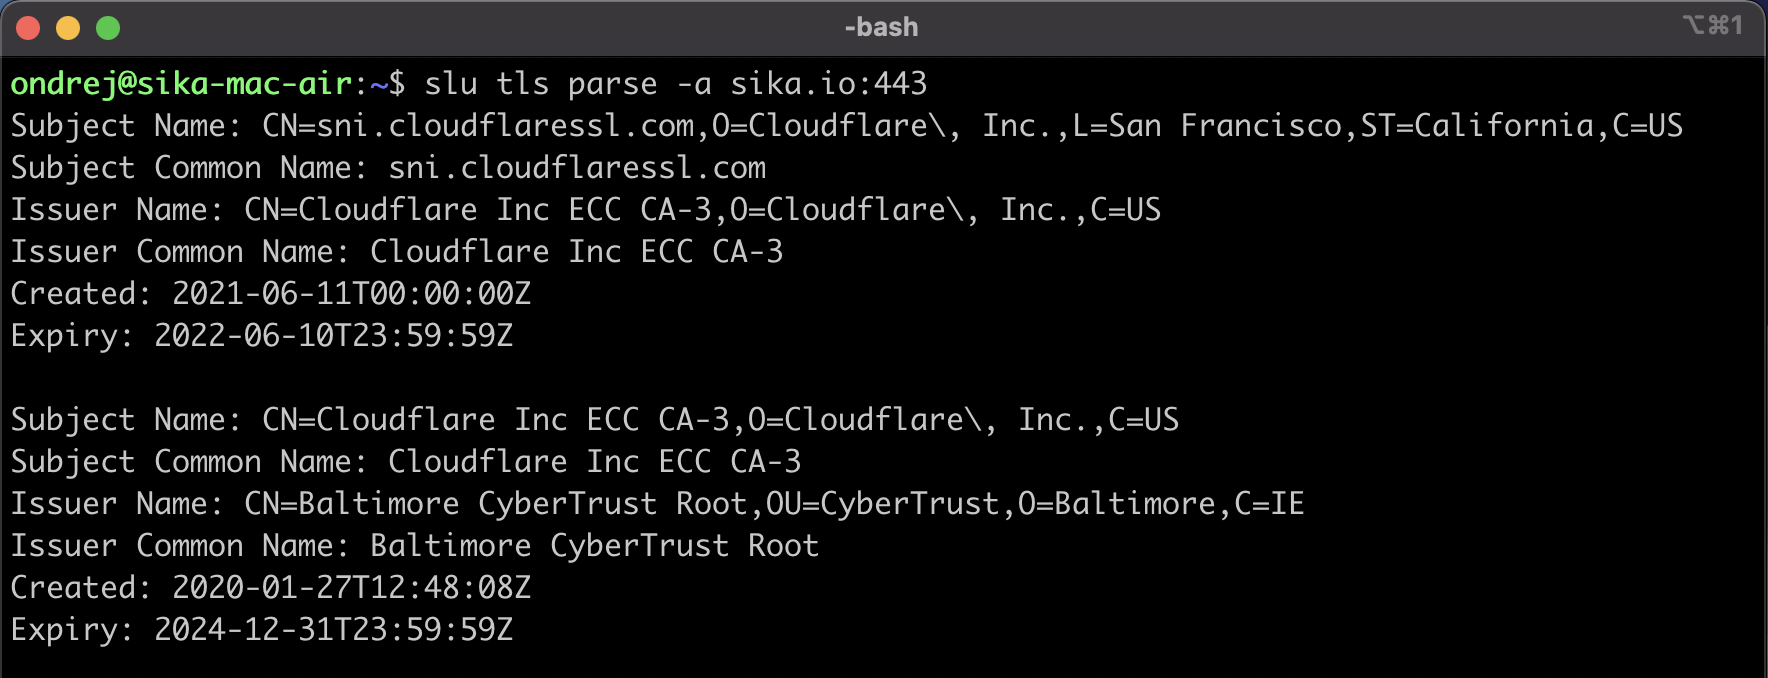 -bash
⌥⌘1
ondrej@sika-mac-air:~$ slu tls parse -a sika.io:443
Subject Name: CN=sni.cloudflaressl.com,O=Cloudflare\, Inc.,L=San Francisco,ST=California,C=US
Subject Common Name: sni.cloudflaressl.com
Issuer Name: CN=Cloudflare Inc ECC CA-3,O=Cloudflare\, Inc.,C=US
Issuer Common Name: Cloudflare Inc ECC CA-3
Created: 2021-06-11T00:00:00Z
Expiry: 2022-06-10T23:59:59Z

Subject Name: CN=Cloudflare Inc ECC CA-3,O=Cloudflare\, Inc.,C=US
Subject Common Name: Cloudflare Inc ECC CA-3
Issuer Name: CN=Baltimore CyberTrust Root,OU=CyberTrust,O=Baltimore,C=IE
Issuer Common Name: Baltimore CyberTrust Root
Created: 2020-01-27T12:48:08Z
Expiry: 2024-12-31T23:59:59Z